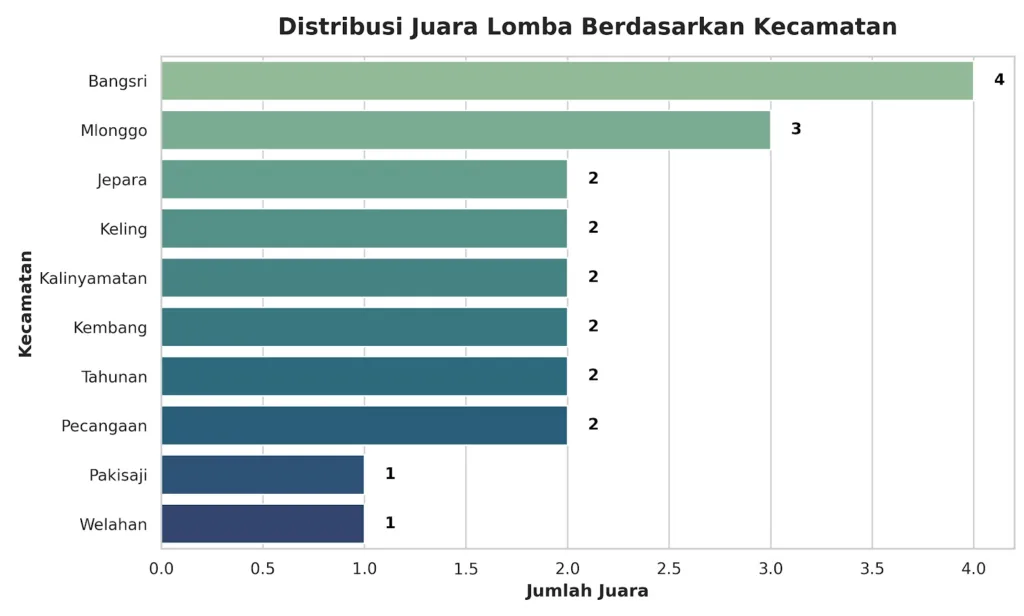 Distribusi Juara Lomba Berdasarkan Kecamatan
Kecamatan
Bangsri 4
Mlonggo 3
Jepara 2
Keling 2
Kalinyamatan 2
Kembang 2
Tahunan 2
Pecangaan 2
Pakisaji 1
Welahan 1
0.0 0.5 1.0 1.5 2.0 2.5 3.0 3.5 4.0
Jumlah Juara